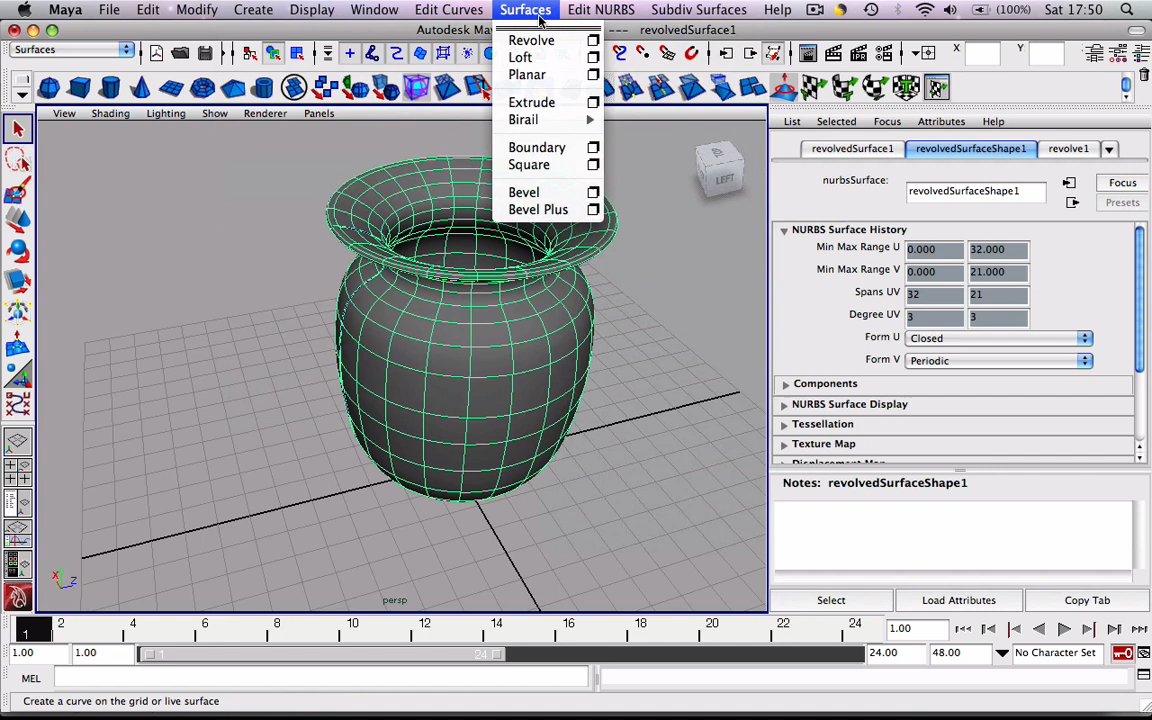 Maya File Edit Modify Create Display Window Edit Curves Surfaces Edit NURBS Subdiv Surfaces Help (100%) Sat 17:50
revolvedSurface1
Surfaces X Y
Revolve
Loft
Planar
Extrude
Birail
Boundary
Square
Bevel
Bevel Plus
View Shading Lighting Show Renderer Panels
LEFT
X Z
persp
List Selected Focus Attributes Help
revolvedSurface1 revolvedSurfaceShape1 revolve1
nurbsSurface: revolvedSurfaceShape1 Focus
Presets
NURBS Surface History
Min Max Range U 0.000 32.000
Min Max Range V 0.000 21.000
Spans UV 32 21
Degree UV 3 3
Form U Closed
Form V Periodic
Components
NURBS Surface Display
Tessellation
Texture Map
Notes: revolvedSurfaceShape1
Select Load Attributes Copy Tab
1 2 4 6 8 10 12 14 16 18 20 22 24 1.00
1.00 1.00 1 24 24.00 48.00 No Character Set
MEL
Create a curve on the grid or live surface